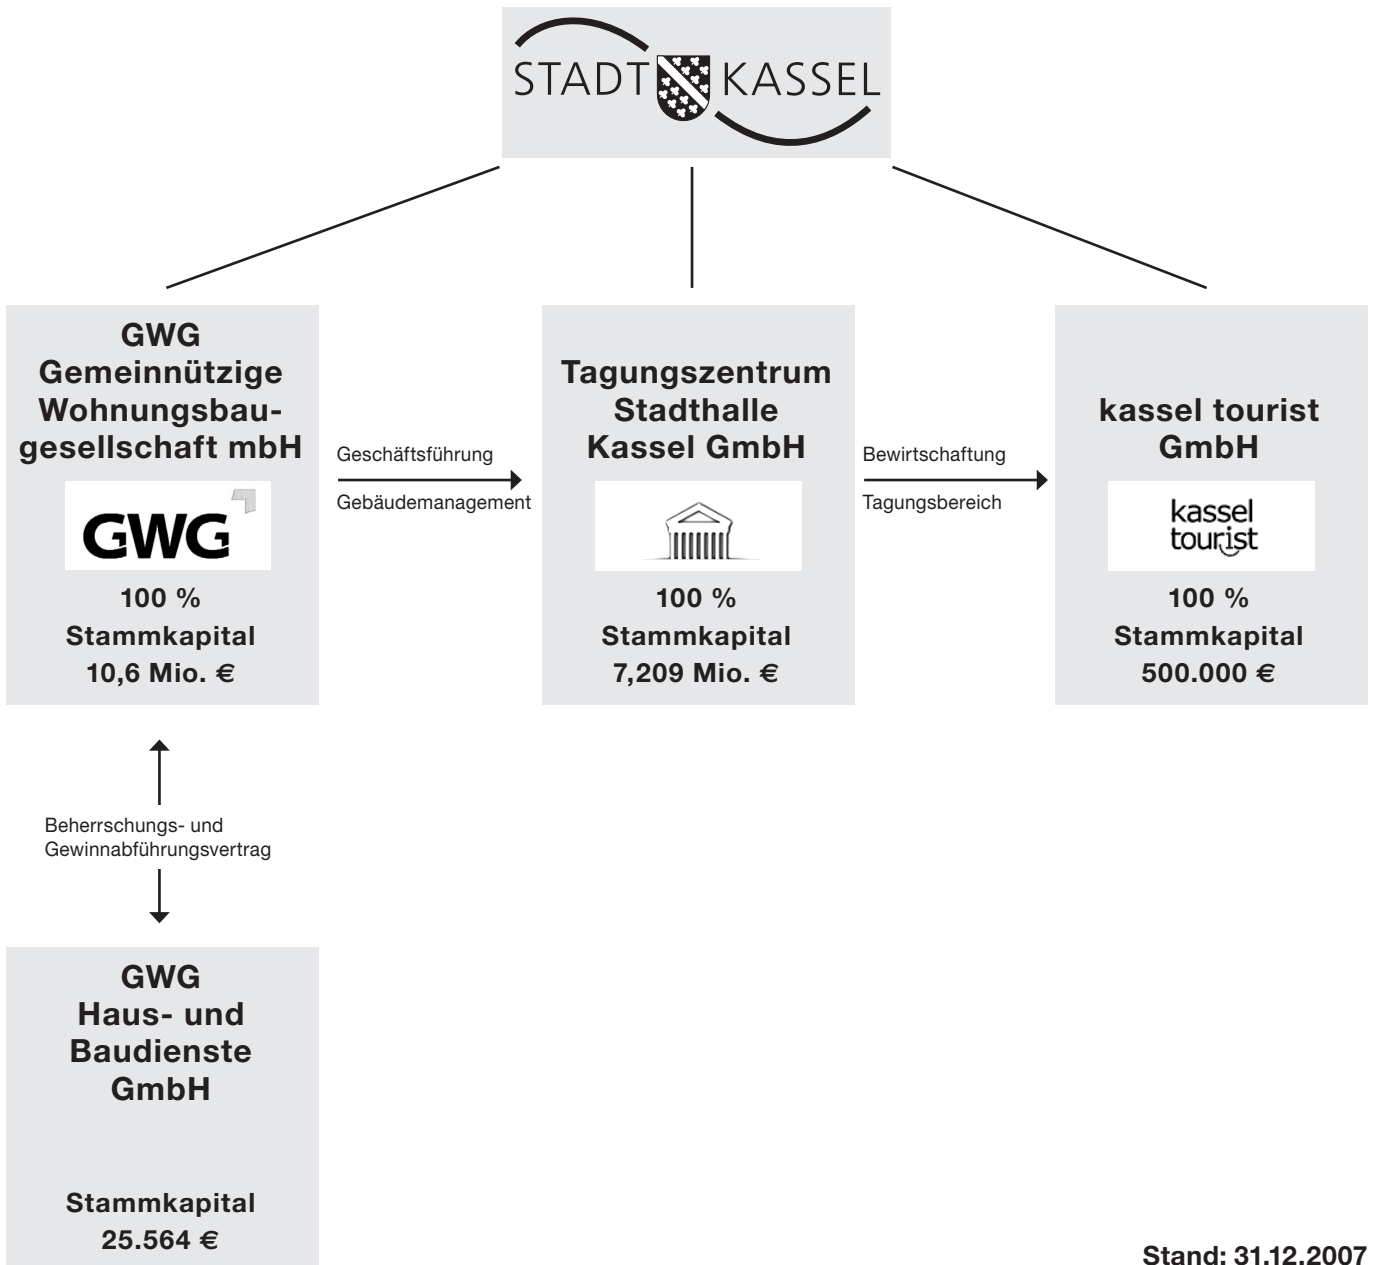 STADT KASSEL
GWG
Gemeinnützige
Wohnungsbau-
gesellschaft mbH
GWG
100 %
Stammkapital
10,6 Mio. €
Geschäftsführung
Gebäudemanagement
Tagungszentrum
Stadthalle
Kassel GmbH
100 %
Stammkapital
7,209 Mio. €
Bewirtschaftung
Tagungsbereich
kassel tourist
GmbH
kassel
tourist
100 %
Stammkapital
500.000 €
Beherrschungs- und
Gewinnabführungsvertrag
GWG
Haus- und
Baudienste
GmbH
Stammkapital
25.564 €
Stand: 31.12.2007